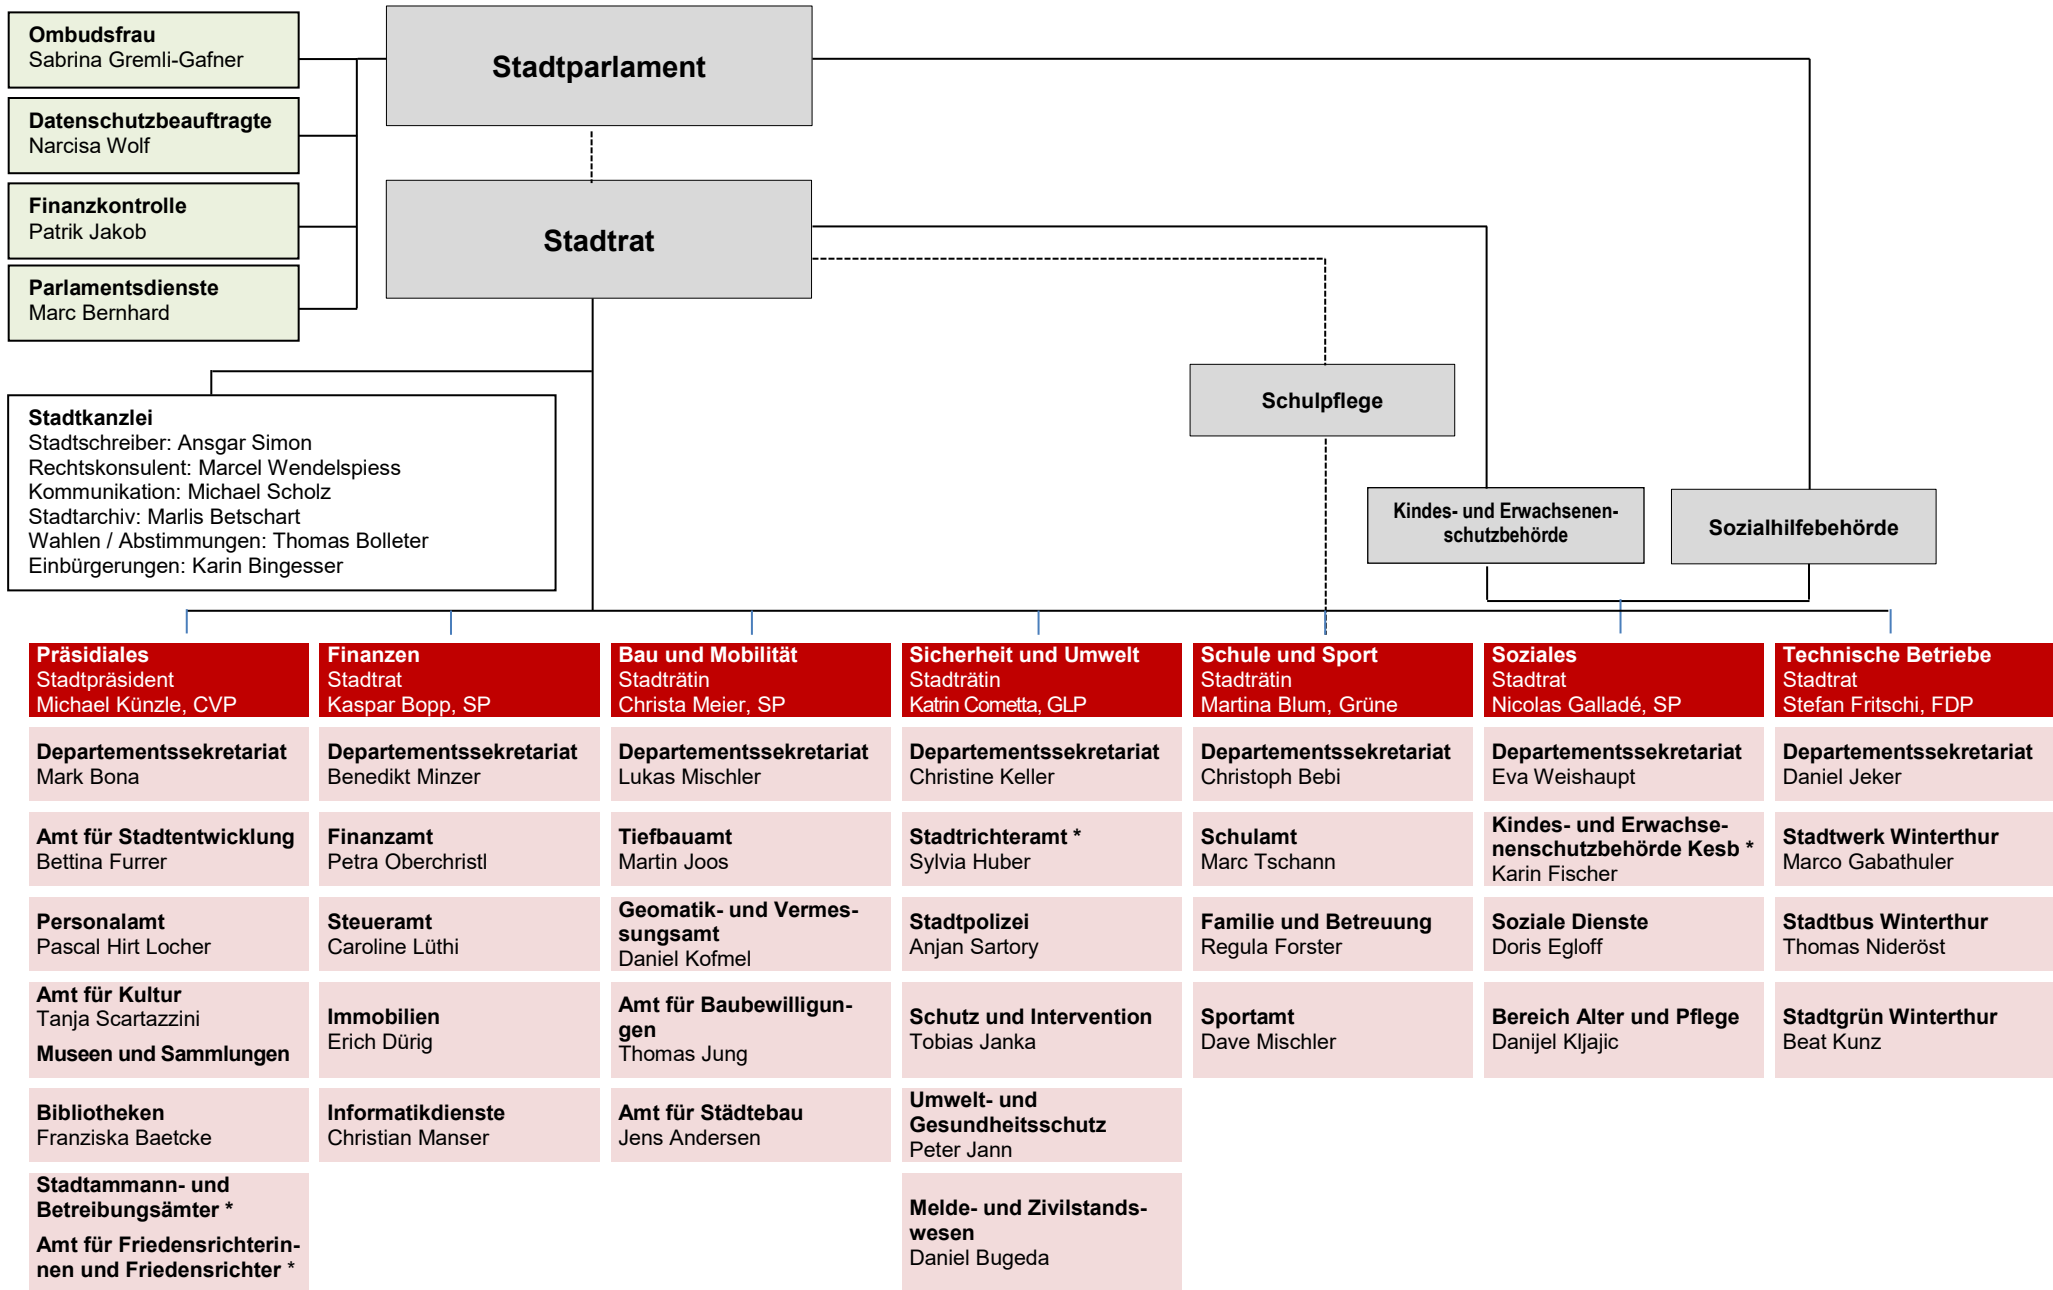 Ombudsfrau
Sabrina Gremli-Gafner
Datenschutzbeauftragte
Narcisa Wolf
Finanzkontrolle
Patrik Jakob
Parlamentsdienste
Marc Bernhard
Stadtparlament
Stadtrat
Stadtkanzlei
Stadtschreiber: Ansgar Simon
Rechtskonsulent: Marcel Wendelspiess
Kommunikation: Michael Scholz
Stadtarchiv: Marlis Betschart
Wahlen / Abstimmungen: Thomas Bolleter
Einbürgerungen: Karin Bingesser
Schulpflege
Kindes- und Erwachsenen-
schutzbehörde
Sozialhilfebehörde
Präsidiales
Stadtpräsident
Michael Künzle, CVP
Departementssekretariat
Mark Bona
Amt für Stadtentwicklung
Bettina Furrer
Personalamt
Pascal Hirt Locher
Amt für Kultur
Tanja Scartazzini
Museen und Sammlungen
Bibliotheken
Franziska Baetcke
Stadtammann- und
Betreibungsämter *
Amt für Friedensrichterin-
nen und Friedensrichter *
Finanzen
Stadtrat
Kaspar Bopp, SP
Departementssekretariat
Benedikt Minzer
Finanzamt
Petra Oberchristl
Steueramt
Caroline Lüthi
Immobilien
Erich Dürig
Informatikdienste
Christian Manser
Bau und Mobilität
Stadträtin
Christa Meier, SP
Departementssekretariat
Lukas Mischler
Tiefbauamt
Martin Joos
Geomatik- und Vermes-
sungsamt
Daniel Kofmel
Amt für Baubewilligun-
gen
Thomas Jung
Amt für Städtebau
Jens Andersen
Sicherheit und Umwelt
Stadträtin
Katrin Cometta, GLP
Departementssekretariat
Christine Keller
Stadtrichteramt *
Sylvia Huber
Stadtpolizei
Anjan Sartory
Schutz und Intervention
Tobias Janka
Umwelt- und
Gesundheitsschutz
Peter Jann
Melde- und Zivilstands-
wesen
Daniel Bugeda
Schule und Sport
Stadträtin
Martina Blum, Grüne
Departementssekretariat
Christoph Bebi
Schulamt
Marc Tschann
Familie und Betreuung
Regula Forster
Sportamt
Dave Mischler
Soziales
Stadtrat
Nicolas Galladé, SP
Departementssekretariat
Eva Weishaupt
Kindes- und Erwachse-
nenschutzbehörde Kesb *
Karin Fischer
Soziale Dienste
Doris Egloff
Bereich Alter und Pflege
Danijel Kljajic
Technische Betriebe
Stadtrat
Stefan Fritschi, FDP
Departementssekretariat
Daniel Jeker
Stadtwerk Winterthur
Marco Gabathuler
Stadtbus Winterthur
Thomas Nideröst
Stadtgrün Winterthur
Beat Kunz